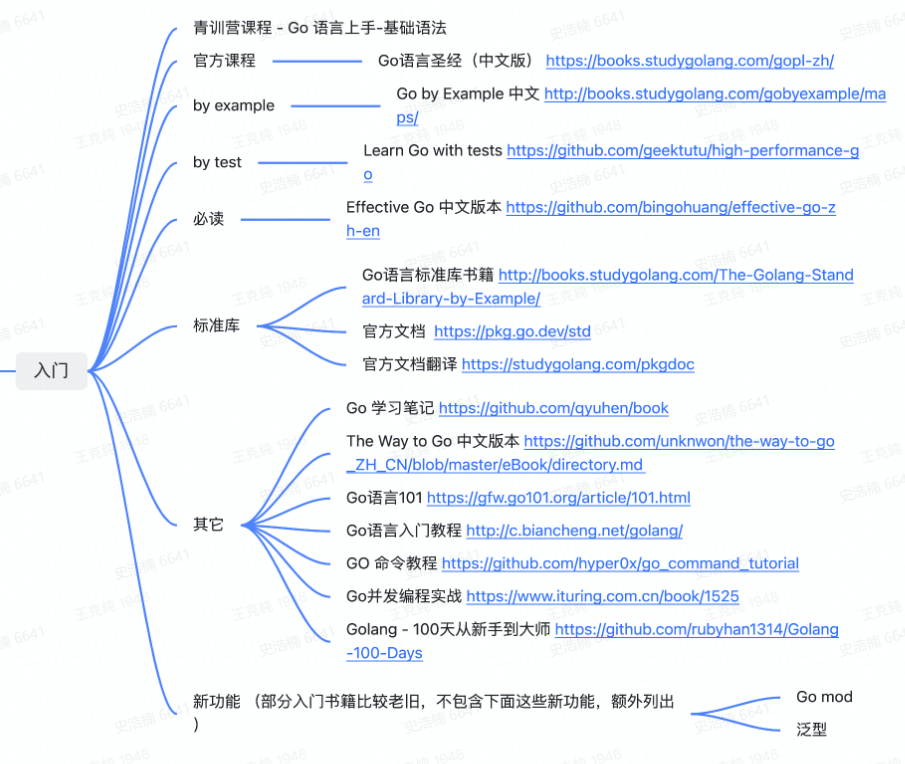 青训营课程 - Go 语言上手-基础语法
官方课程
Go语言圣经（中文版） https://books.studygolang.com/gopl-zh/
by example
Go by Example 中文 http://books.studygolang.com/gobyexample/ma
ps/
by test
Learn Go with tests https://github.com/geektutu/high-performance-g
o
必读
Effective Go 中文版本 https://github.com/bingohuang/effective-go-z
h-en
标准库
Go语言标准库书籍 http://books.studygolang.com/The-Golang-Stand
ard-Library-by-Example/
官方文档 https://pkg.go.dev/std
官方文档翻译 https://studygolang.com/pkgdoc
入门
其它
Go 学习笔记 https://github.com/qyuhen/book
The Way to Go 中文版本 https://github.com/unknwon/the-way-to-go
_ZH_CN/blob/master/eBook/directory.md
Go语言101 https://gfw.go101.org/article/101.html
Go语言入门教程 http://c.biancheng.net/golang/
GO 命令教程 https://github.com/hyper0x/go_command_tutorial
Go并发编程实战 https://www.ituring.com.cn/book/1525
Golang - 100天从新手到大师 https://github.com/rubyhan1314/Golang
-100-Days
新功能 （部分入门书籍比较老旧，不包含下面这些新功能，额外列出
）
Go mod
泛型
史浩楠 6641
王克纯 1948